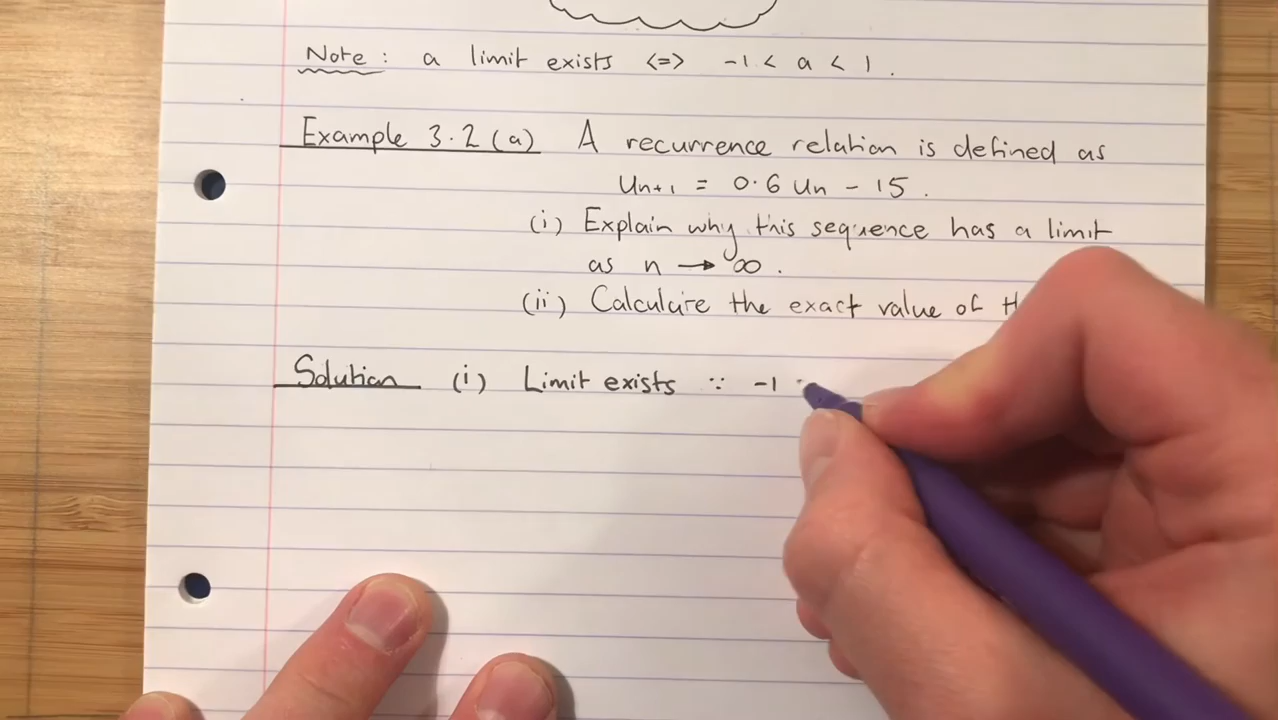 Note: a limit exists <=> -1 < a < 1.
Example 3.2 (a) A recurrence relation is defined as
Un+1 = 0.6 Un - 15.
(i) Explain why this sequence has a limit
as n → ∞.
(ii) Calculate the exact value of
Solution (i) Limit exists ∵ -1